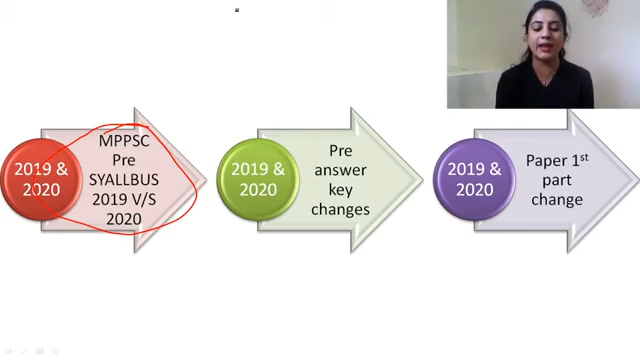 2019 &
2020
MPPSC
Pre
SYALLBUS
2019 V/S
2020
2019 &
2020
Pre
answer
key
changes
2019 &
2020
Paper 1st
part
change